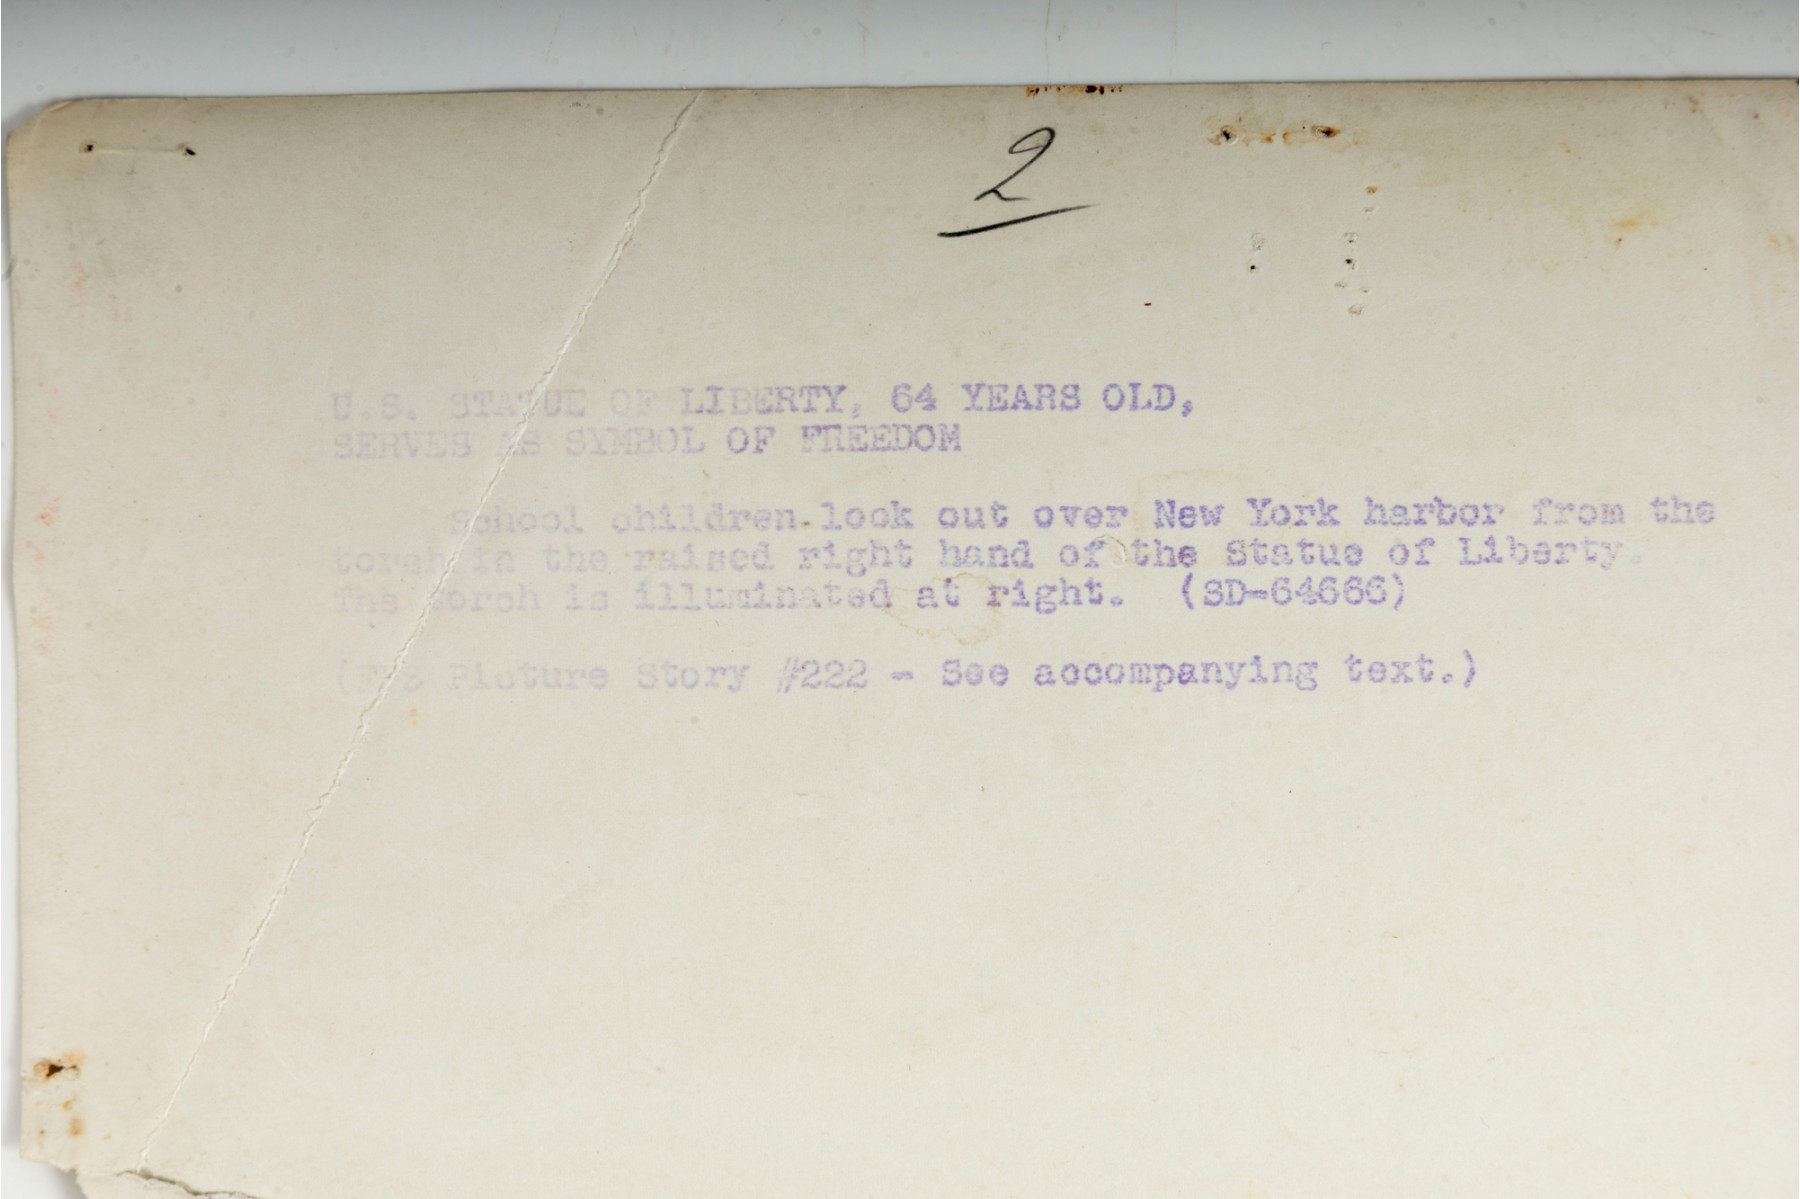 2
U.S. STATUE OF LIBERTY, 64 YEARS OLD,
SERVES AS SYMBOL OF FREEDOM
School children look out over New York harbor from the
torch in the raised right hand of the Statue of Liberty.
The torch is illuminated at right. (SD-64666)
(FPS Picture Story #222 - See accompanying text.)